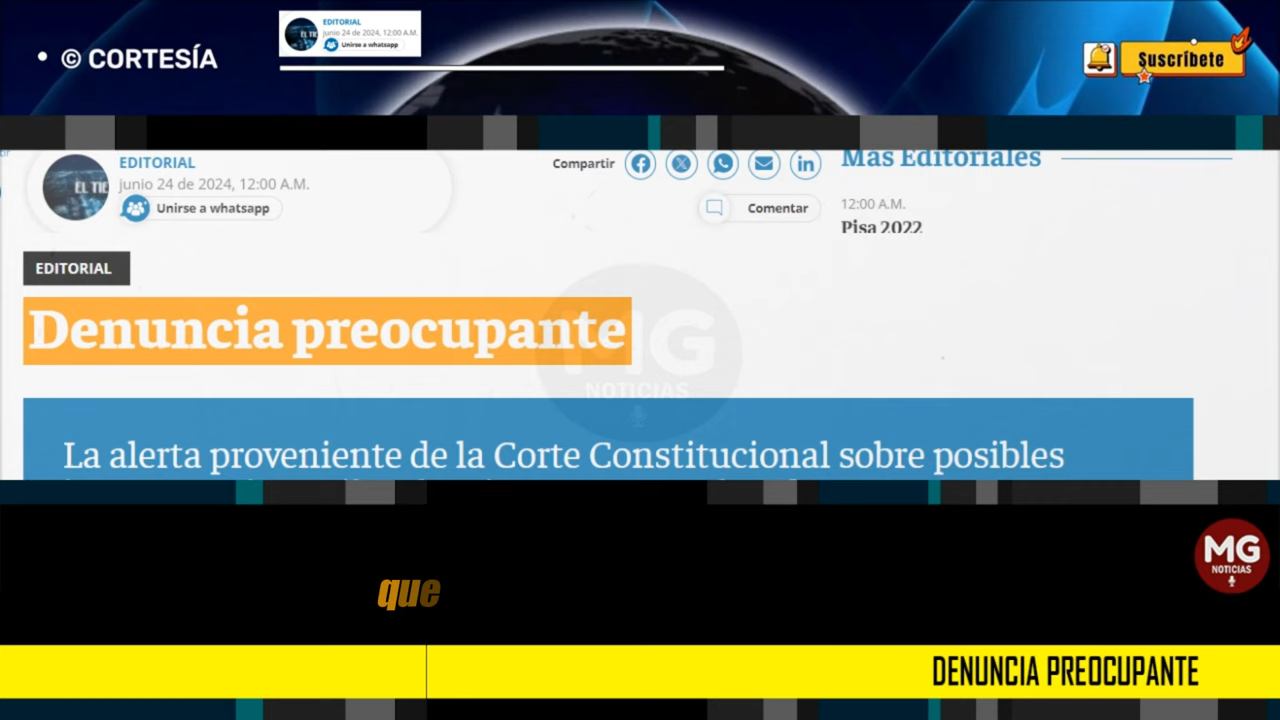 • © CORTESÍA
EDITORIAL
junio 24 de 2024, 12:00 A.M.
Unirse a whatsapp
Suscríbete
EDITORIAL
junio 24 de 2024, 12:00 A.M.
Unirse a whatsapp
Compartir
Comentar
Más Editoriales
12:00 A.M.
Pisa 2022
EDITORIAL
Denuncia preocupante
MG
NOTICIAS
La alerta proveniente de la Corte Constitucional sobre posibles
que
MG
NOTICIAS
DENUNCIA PREOCUPANTE